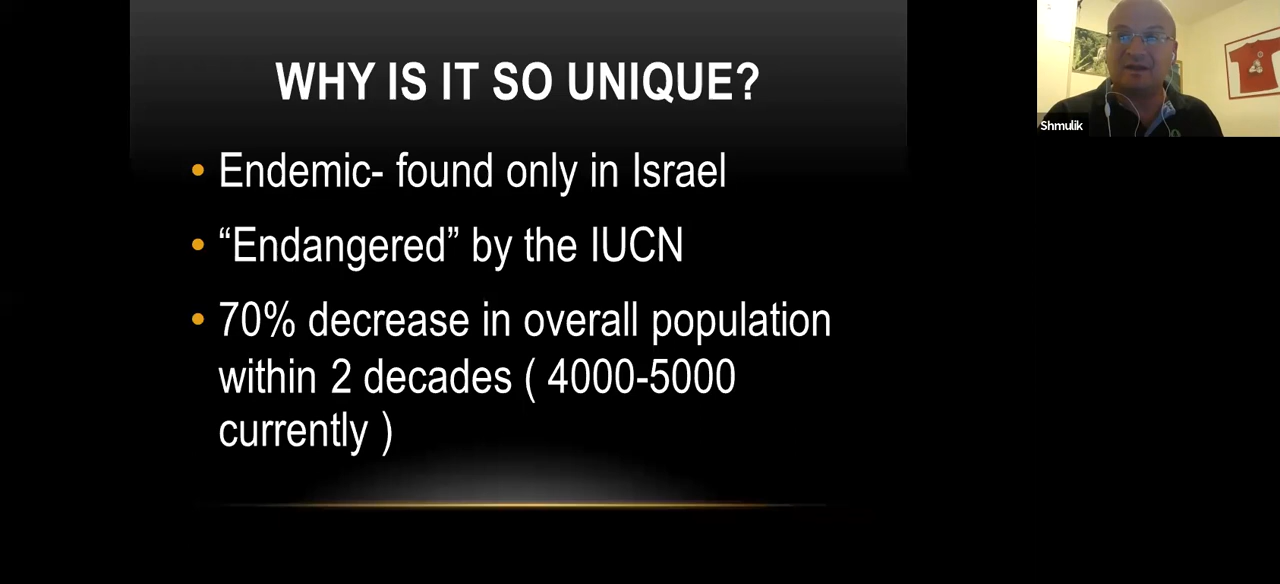 WHY IS IT SO UNIQUE?
• Endemic- found only in Israel
• “Endangered” by the IUCN
• 70% decrease in overall population
within 2 decades ( 4000-5000
currently )
Shmulik